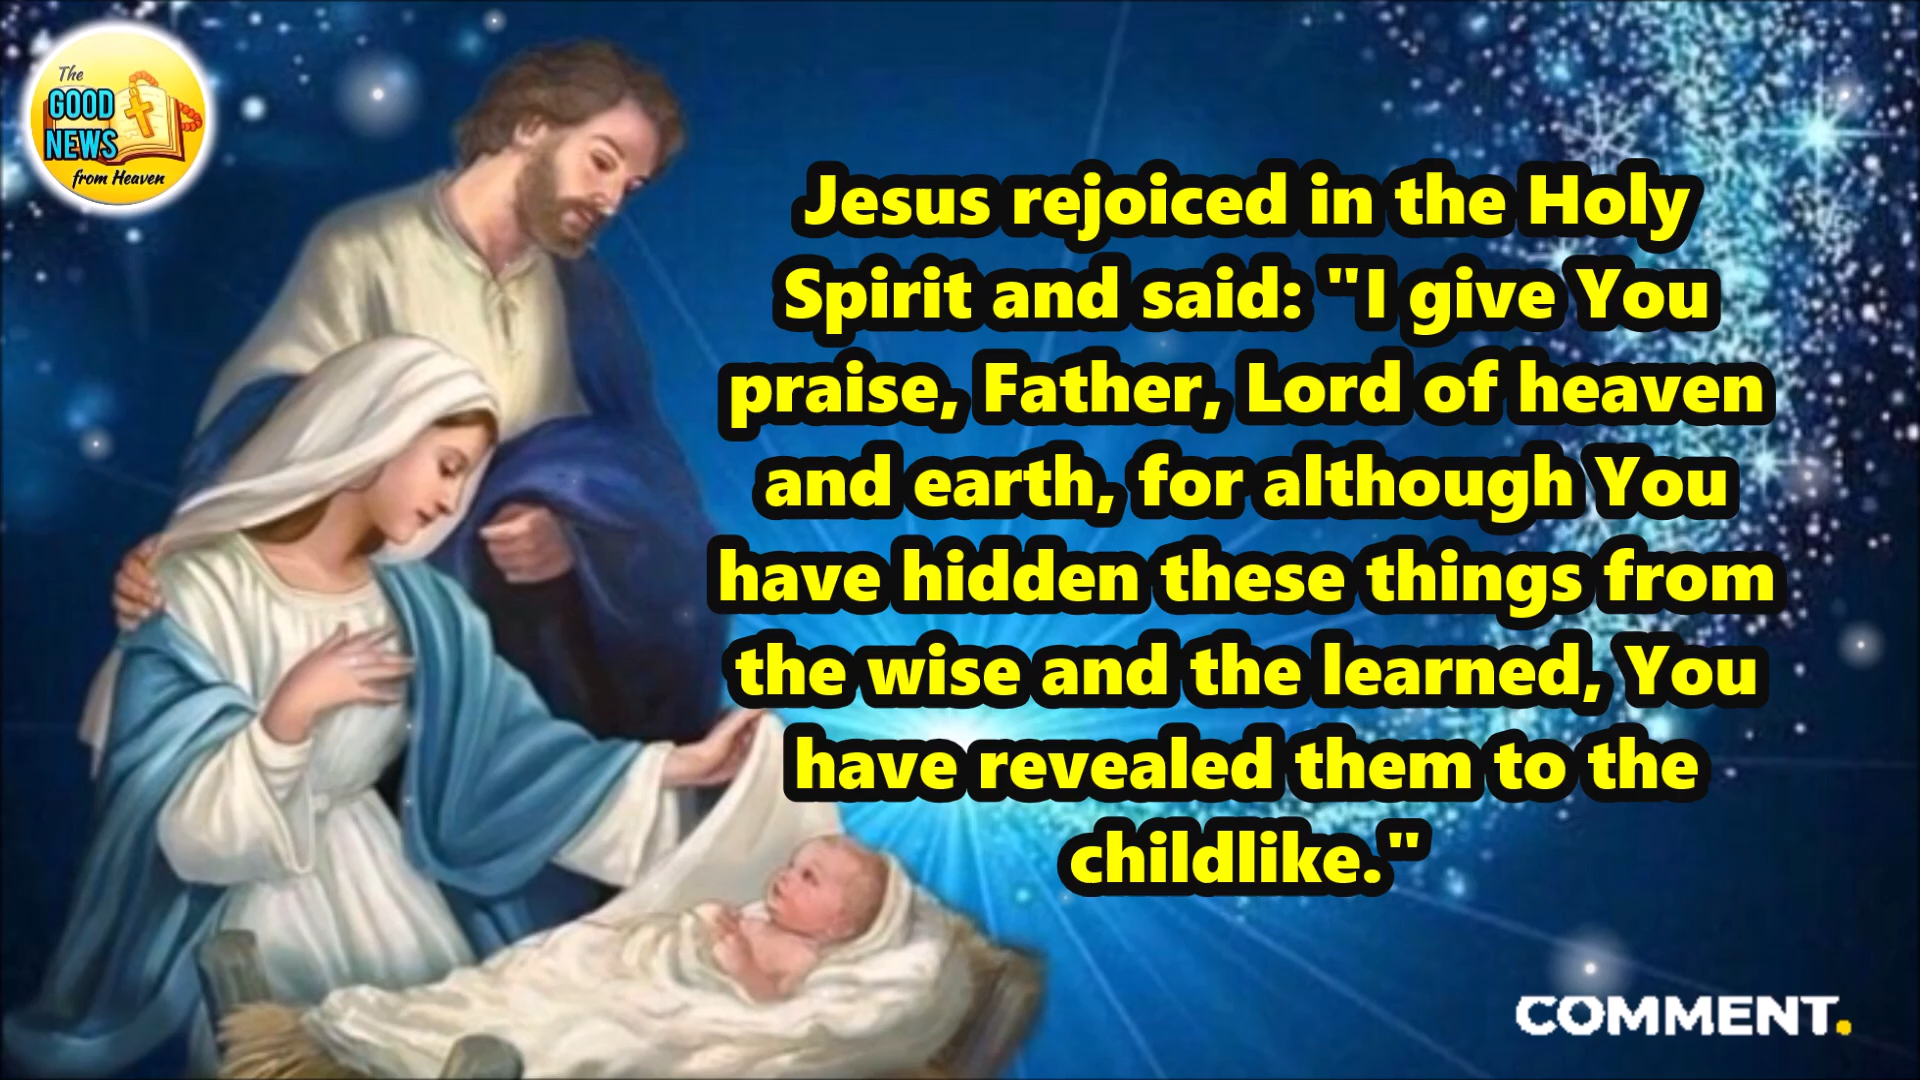 The
GOOD
NEWS
from Heaven
Jesus rejoiced in the Holy
Spirit and said: "I give You
praise, Father, Lord of heaven
and earth, for although You
have hidden these things from
the wise and the learned, You
have revealed them to the
childlike."
COMMENT.